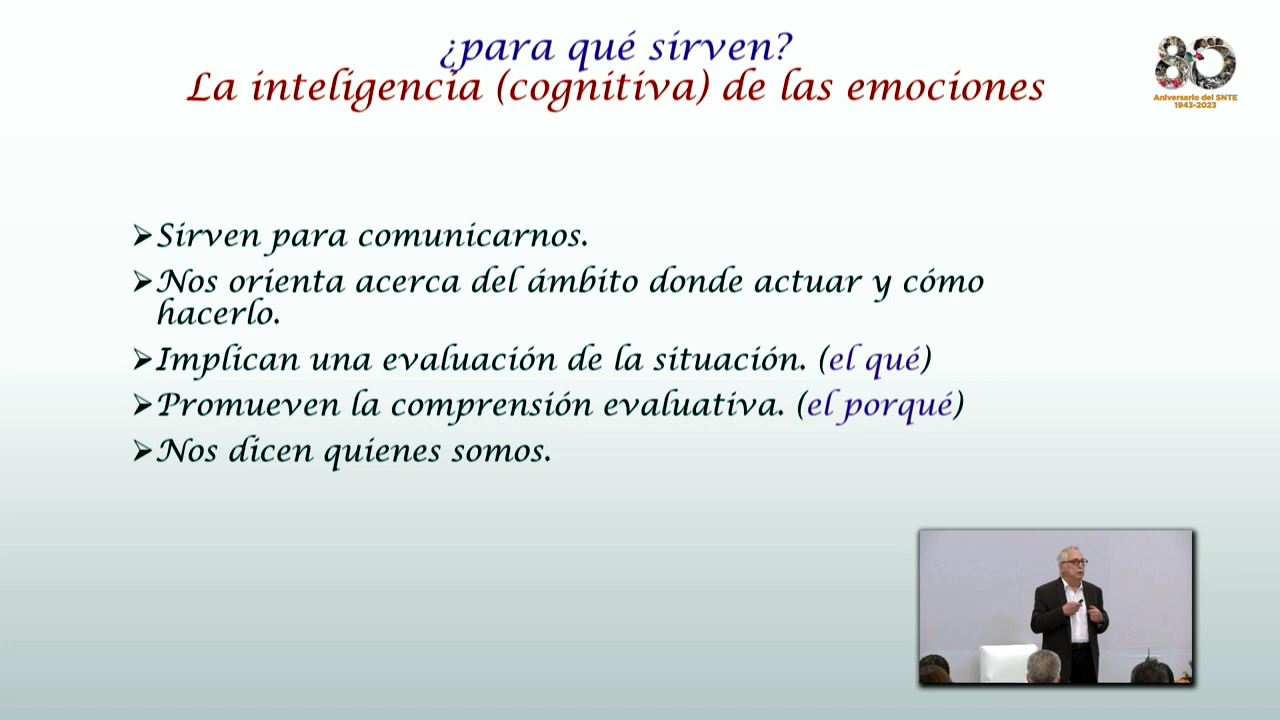 ¿para qué sirven?
La inteligencia (cognitiva) de las emociones
80
Aniversario del SNTE
1943-2023
➢Sirven para comunicarnos.
➢Nos orienta acerca del ámbito donde actuar y cómo
hacerlo.
➢Implican una evaluación de la situación. (el qué)
➢Promueven la comprensión evaluativa. (el porqué)
➢Nos dicen quienes somos.